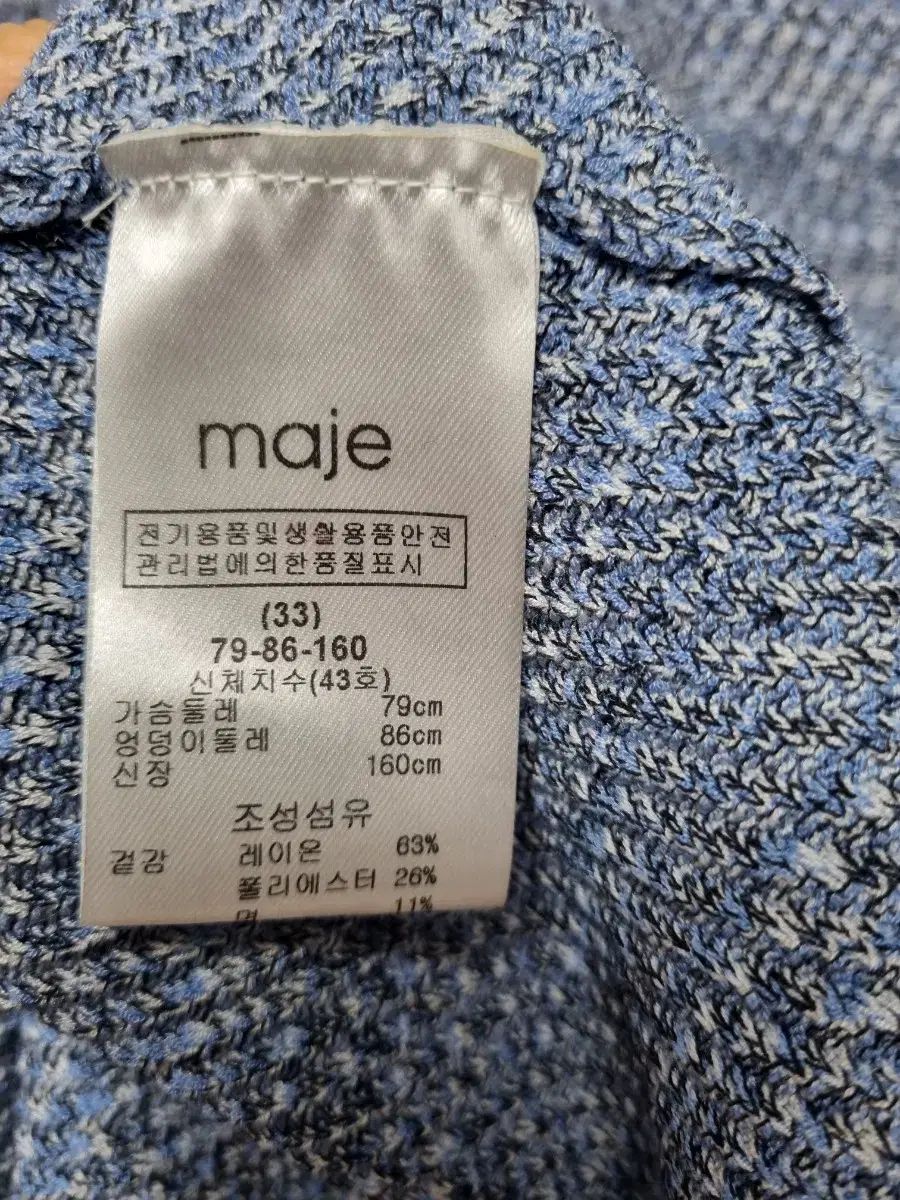 maje
전기용품및생활용품안전
관리법에의한품질표시
(33)
79-86-160
신체치수(43호)
가슴둘레 79cm
엉덩이둘레 86cm
신장 160cm
조성섬유
겉감 레이온 63%
폴리에스터 26%
면 11%